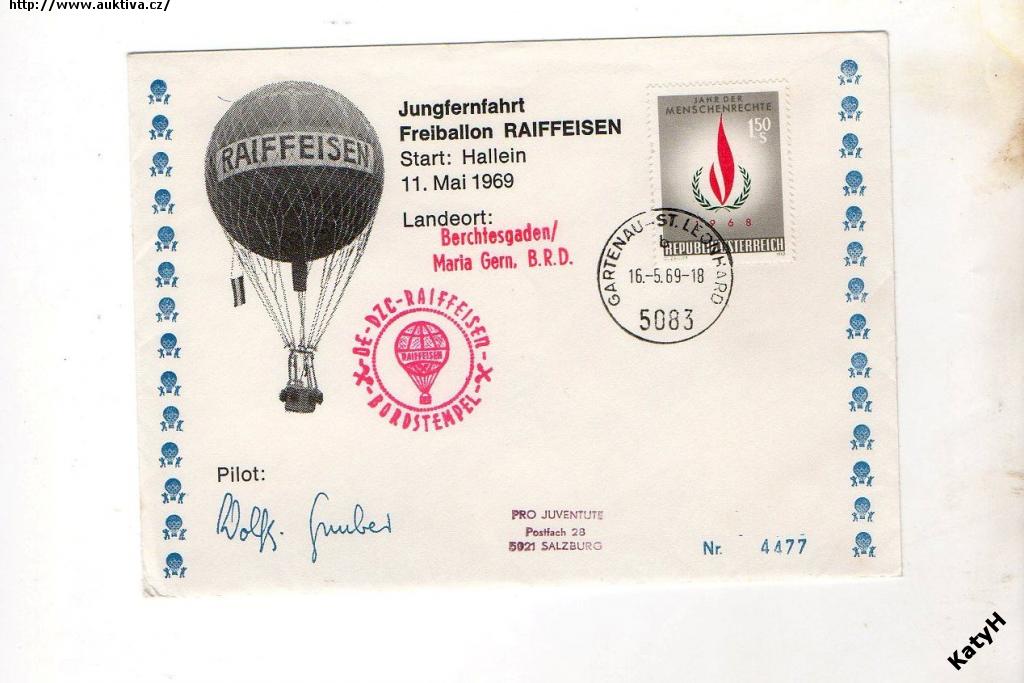 http://www.auktiva.cz/
RAIFFEISEN
Jungfernfahrt
Freiballon RAIFFEISEN
Start: Hallein
11. Mai 1969
Landeort:
Berchtesgaden/
Maria Gern, B.R.D.
JAHR DER
MENSCHENRECHTE
1.50
S
1968
REPUBLIK ÖSTERREICH
GARTENAU-ST. LEONHARD
b
16.-5.69-18
5083
OE-DZC-RAIFFEISEN
RAIFFEISEN
BORDSTEMPEL
Pilot:
Wolfg. Gruber
PRO JUVENTUTE
Postfach 28
5021 SALZBURG
Nr. 4477
KatyH